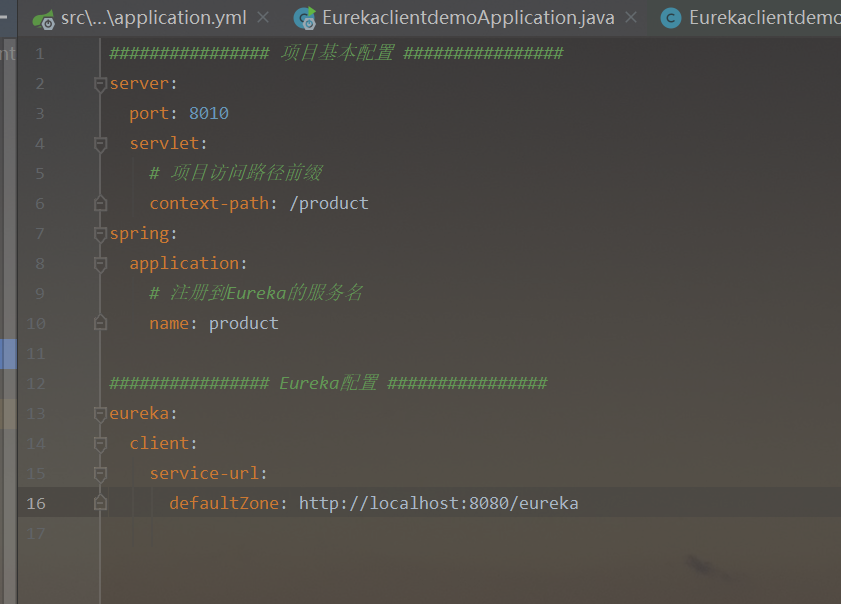 nt
src\...\application.yml EurekaclientdemoApplication.java Eurekaclientdemo
1 ################ 项目基本配置 ################
2 server:
3 port: 8010
4 servlet:
5 # 项目访问路径前缀
6 context-path: /product
7 spring:
8 application:
9 # 注册到Eureka的服务名
10 name: product
11
12 ################ Eureka配置 ################
13 eureka:
14 client:
15 service-url:
16 defaultZone: http://localhost:8080/eureka
17